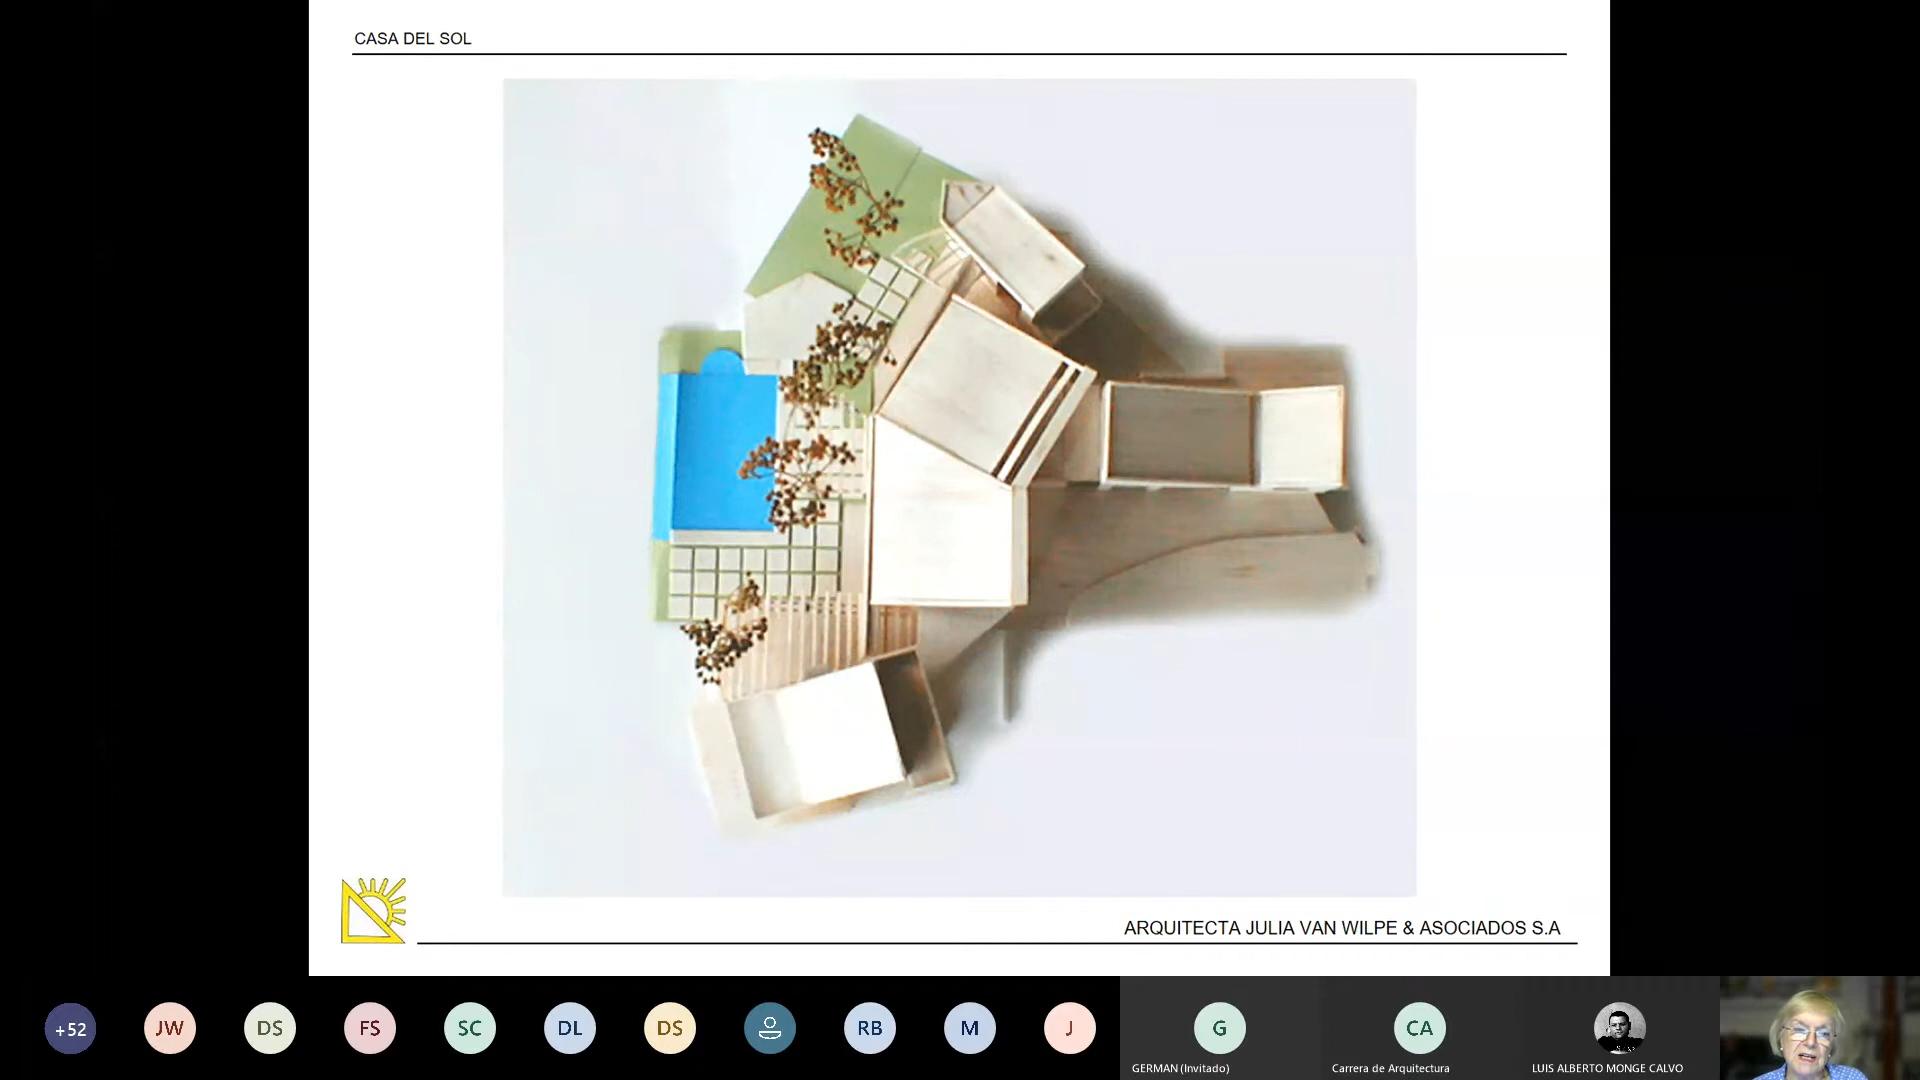 CASA DEL SOL
ARQUITECTA JULIA VAN WILPE & ASOCIADOS S.A
+52
JW
DS
FS
SC
DL
DS
RB
M
J
G
CA
GERMAN (Invitado)
Carrera de Arquitectura
LUIS ALBERTO MONGE CALVO